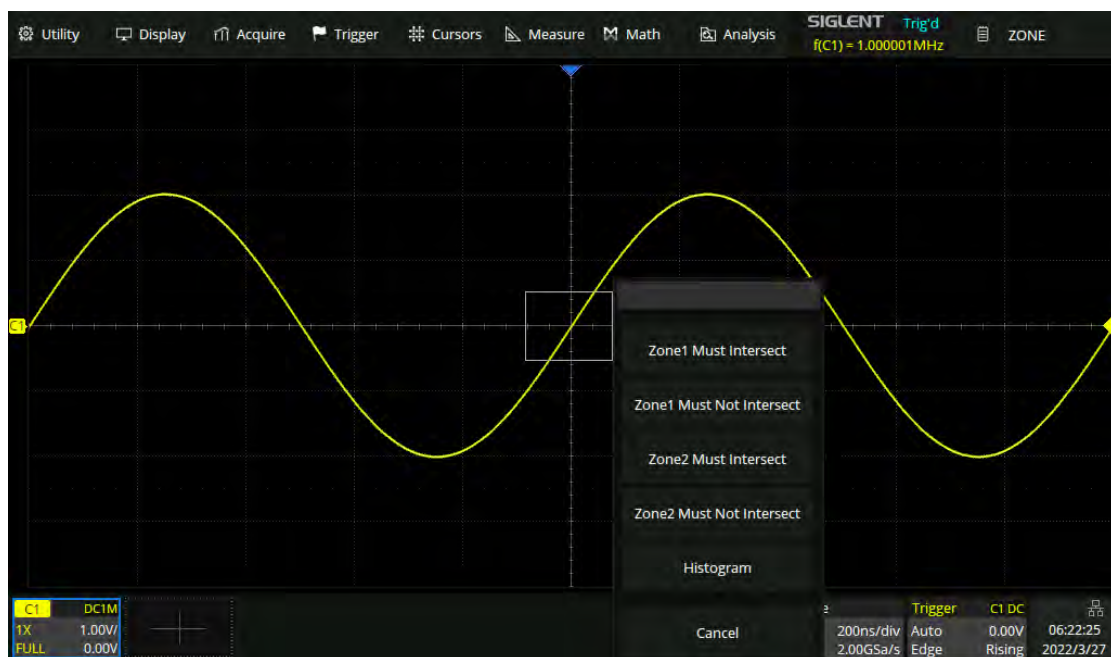 Utility Display Acquire Trigger Cursors Measure Math Analysis SIGLENT Trig'd ZONE
f(C1) = 1.000001MHz
C1
Zone1 Must Intersect
Zone1 Must Not Intersect
Zone2 Must Intersect
Zone2 Must Not Intersect
Histogram
Cancel
C1 DC1M
1X 1.00V/
FULL 0.00V
Trigger C1 DC
200ns/div Auto 0.00V 06:22:25
2.00GSa/s Edge Rising 2022/3/27